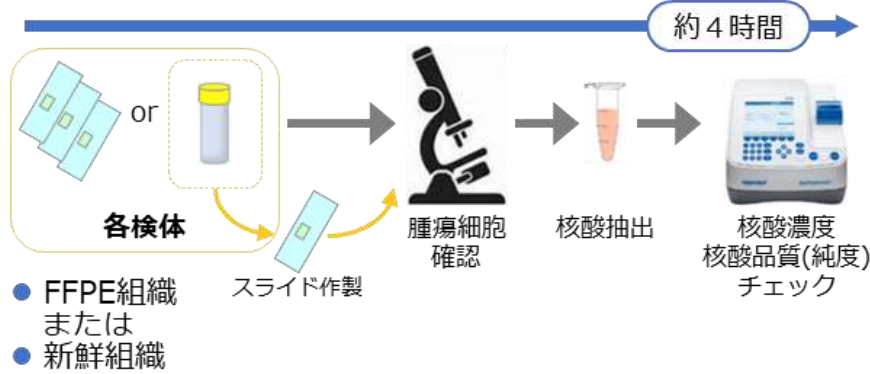 約４時間
or
各検体
スライド作製
腫瘍細胞
確認
核酸抽出
核酸濃度
核酸品質(純度)
チェック
FFPE組織
または
新鮮組織